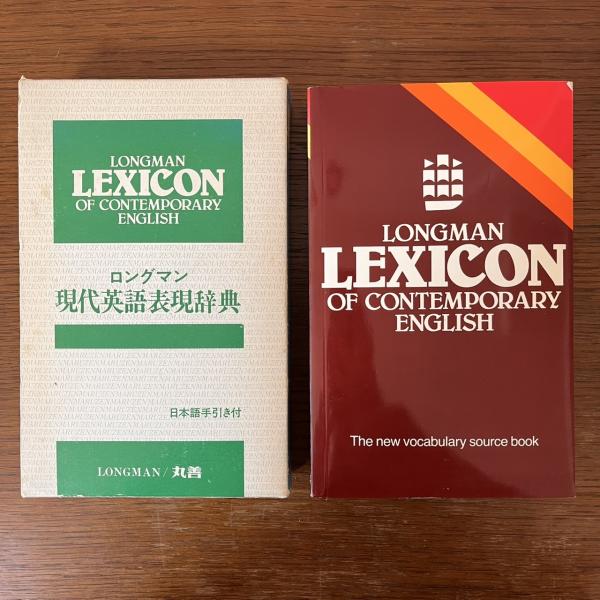 LONGMAN
LEXICON
OF CONTEMPORARY
ENGLISH
ロングマン
現代英語表現辞典
日本語手引き付
LONGMAN/丸善
LONGMAN
LEXICON
OF CONTEMPORARY
ENGLISH
The new vocabulary source book